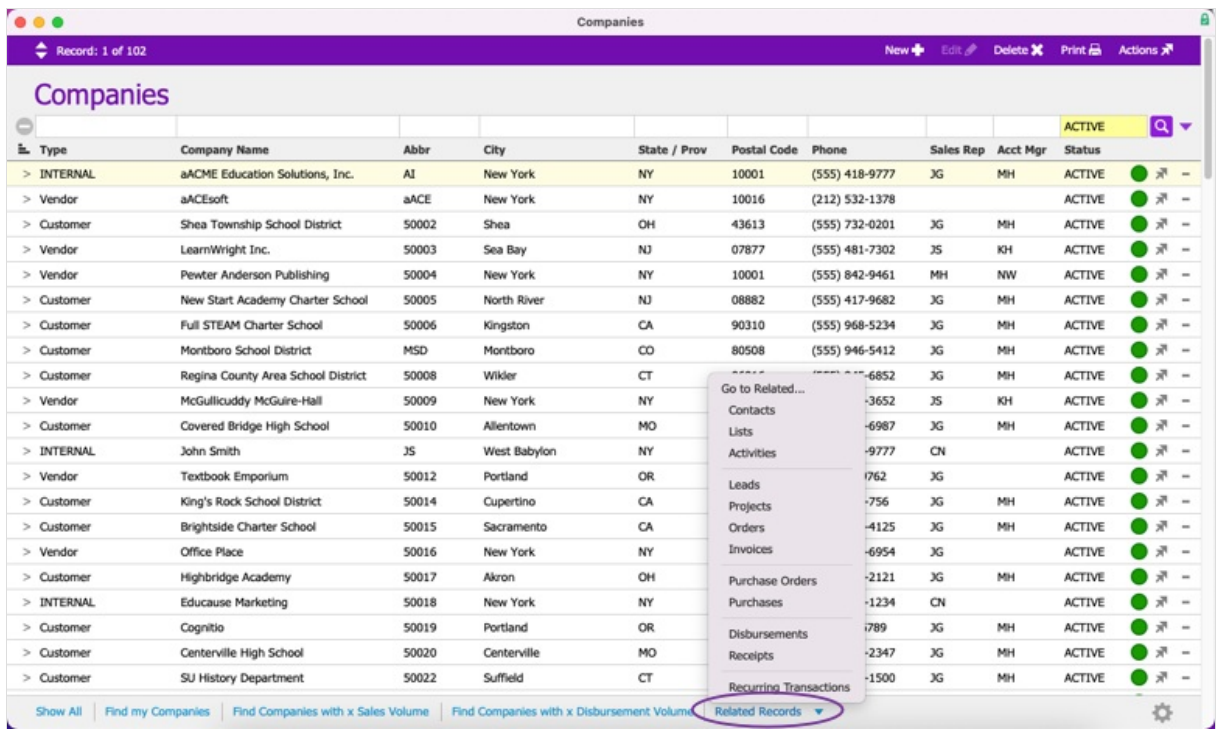 Companies
Record: 1 of 102 New Edit Delete Print Actions
Companies
ACTIVE
Type Company Name Abbr City State / Prov Postal Code Phone Sales Rep Acct Mgr Status
> INTERNAL aACME Education Solutions, Inc. AI New York NY 10001 (555) 418-9777 JG MH ACTIVE
> Vendor aACEsoft aACE New York NY 10016 (212) 532-1378 ACTIVE
> Customer Shea Township School District 50002 Shea OH 43613 (555) 732-0201 JG MH ACTIVE
> Vendor LearnWright Inc. 50003 Sea Bay NJ 07877 (555) 481-7302 JS KH ACTIVE
> Vendor Pewter Anderson Publishing 50004 New York NY 10001 (555) 842-9461 MH NW ACTIVE
> Customer New Start Academy Charter School 50005 North River NJ 08882 (555) 417-9682 JG MH ACTIVE
> Customer Full STEAM Charter School 50006 Kingston CA 90310 (555) 968-5234 JG MH ACTIVE
> Customer Montboro School District MSD Montboro CO 80508 (555) 946-5412 JG MH ACTIVE
> Customer Regina County Area School District 50008 Wikler CT -6852 JG MH ACTIVE
> Vendor McGullicuddy McGuire-Hall 50009 New York NY -3652 JS KH ACTIVE
> Customer Covered Bridge High School 50010 Allentown MO -6987 JG MH ACTIVE
> INTERNAL John Smith JS West Babylon NY -9777 CN ACTIVE
> Vendor Textbook Emporium 50012 Portland OR 762 JG ACTIVE
> Customer King's Rock School District 50014 Cupertino CA -756 JG MH ACTIVE
> Customer Brightside Charter School 50015 Sacramento CA -4125 JG MH ACTIVE
> Vendor Office Place 50016 New York NY -6954 JG ACTIVE
> Customer Highbridge Academy 50017 Akron OH -2121 JG MH ACTIVE
> INTERNAL Educause Marketing 50018 New York NY -1234 CN ACTIVE
> Customer Cognitio 50019 Portland OR 789 JG MH ACTIVE
> Customer Centerville High School 50020 Centerville MO -2347 JG MH ACTIVE
> Customer SU History Department 50022 Suffield CT -1500 JG MH ACTIVE
Go to Related...
Contacts
Lists
Activities
Leads
Projects
Orders
Invoices
Purchase Orders
Purchases
Disbursements
Receipts
Recurring Transactions
Show All Find my Companies Find Companies with x Sales Volume Find Companies with x Disbursement Volume Related Records